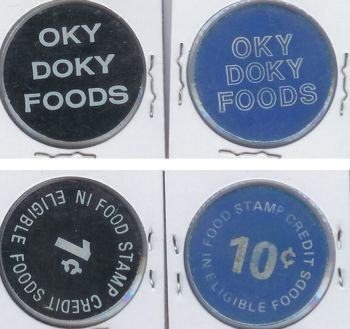 OKY
DOKY
FOODS
OKY
DOKY
FOODS
IN FOOD STAMP CREDIT
ELIGIBLE FOODS
1¢
IN FOOD STAMP CREDIT
ELIGIBLE FOODS
10¢